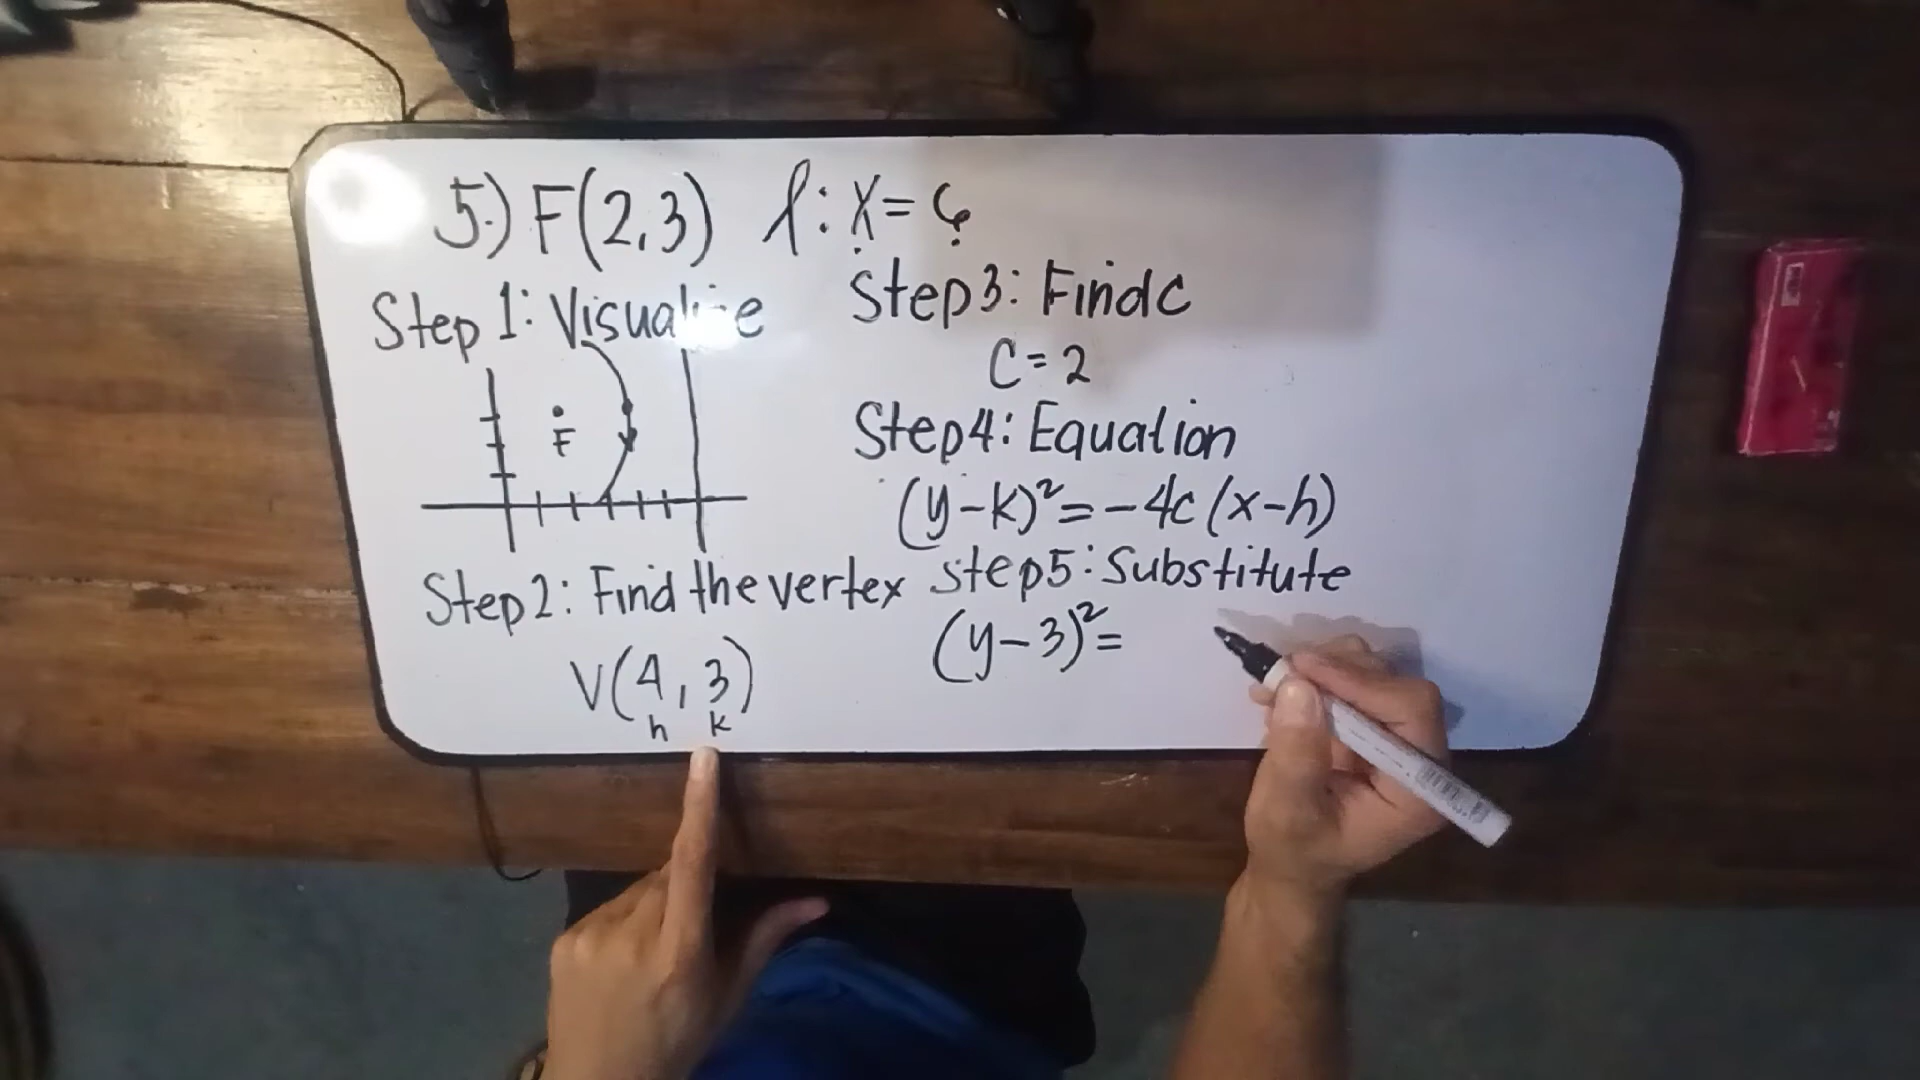 5.) F(2,3) l: x = 6
Step 1: Visualize
F
V
Step 2: Find the vertex
V(4, 3)
h k
Step 3: Find c
C = 2
Step 4: Equation
(y-k)² = -4c(x-h)
Step 5: Substitute
(y-3)² =